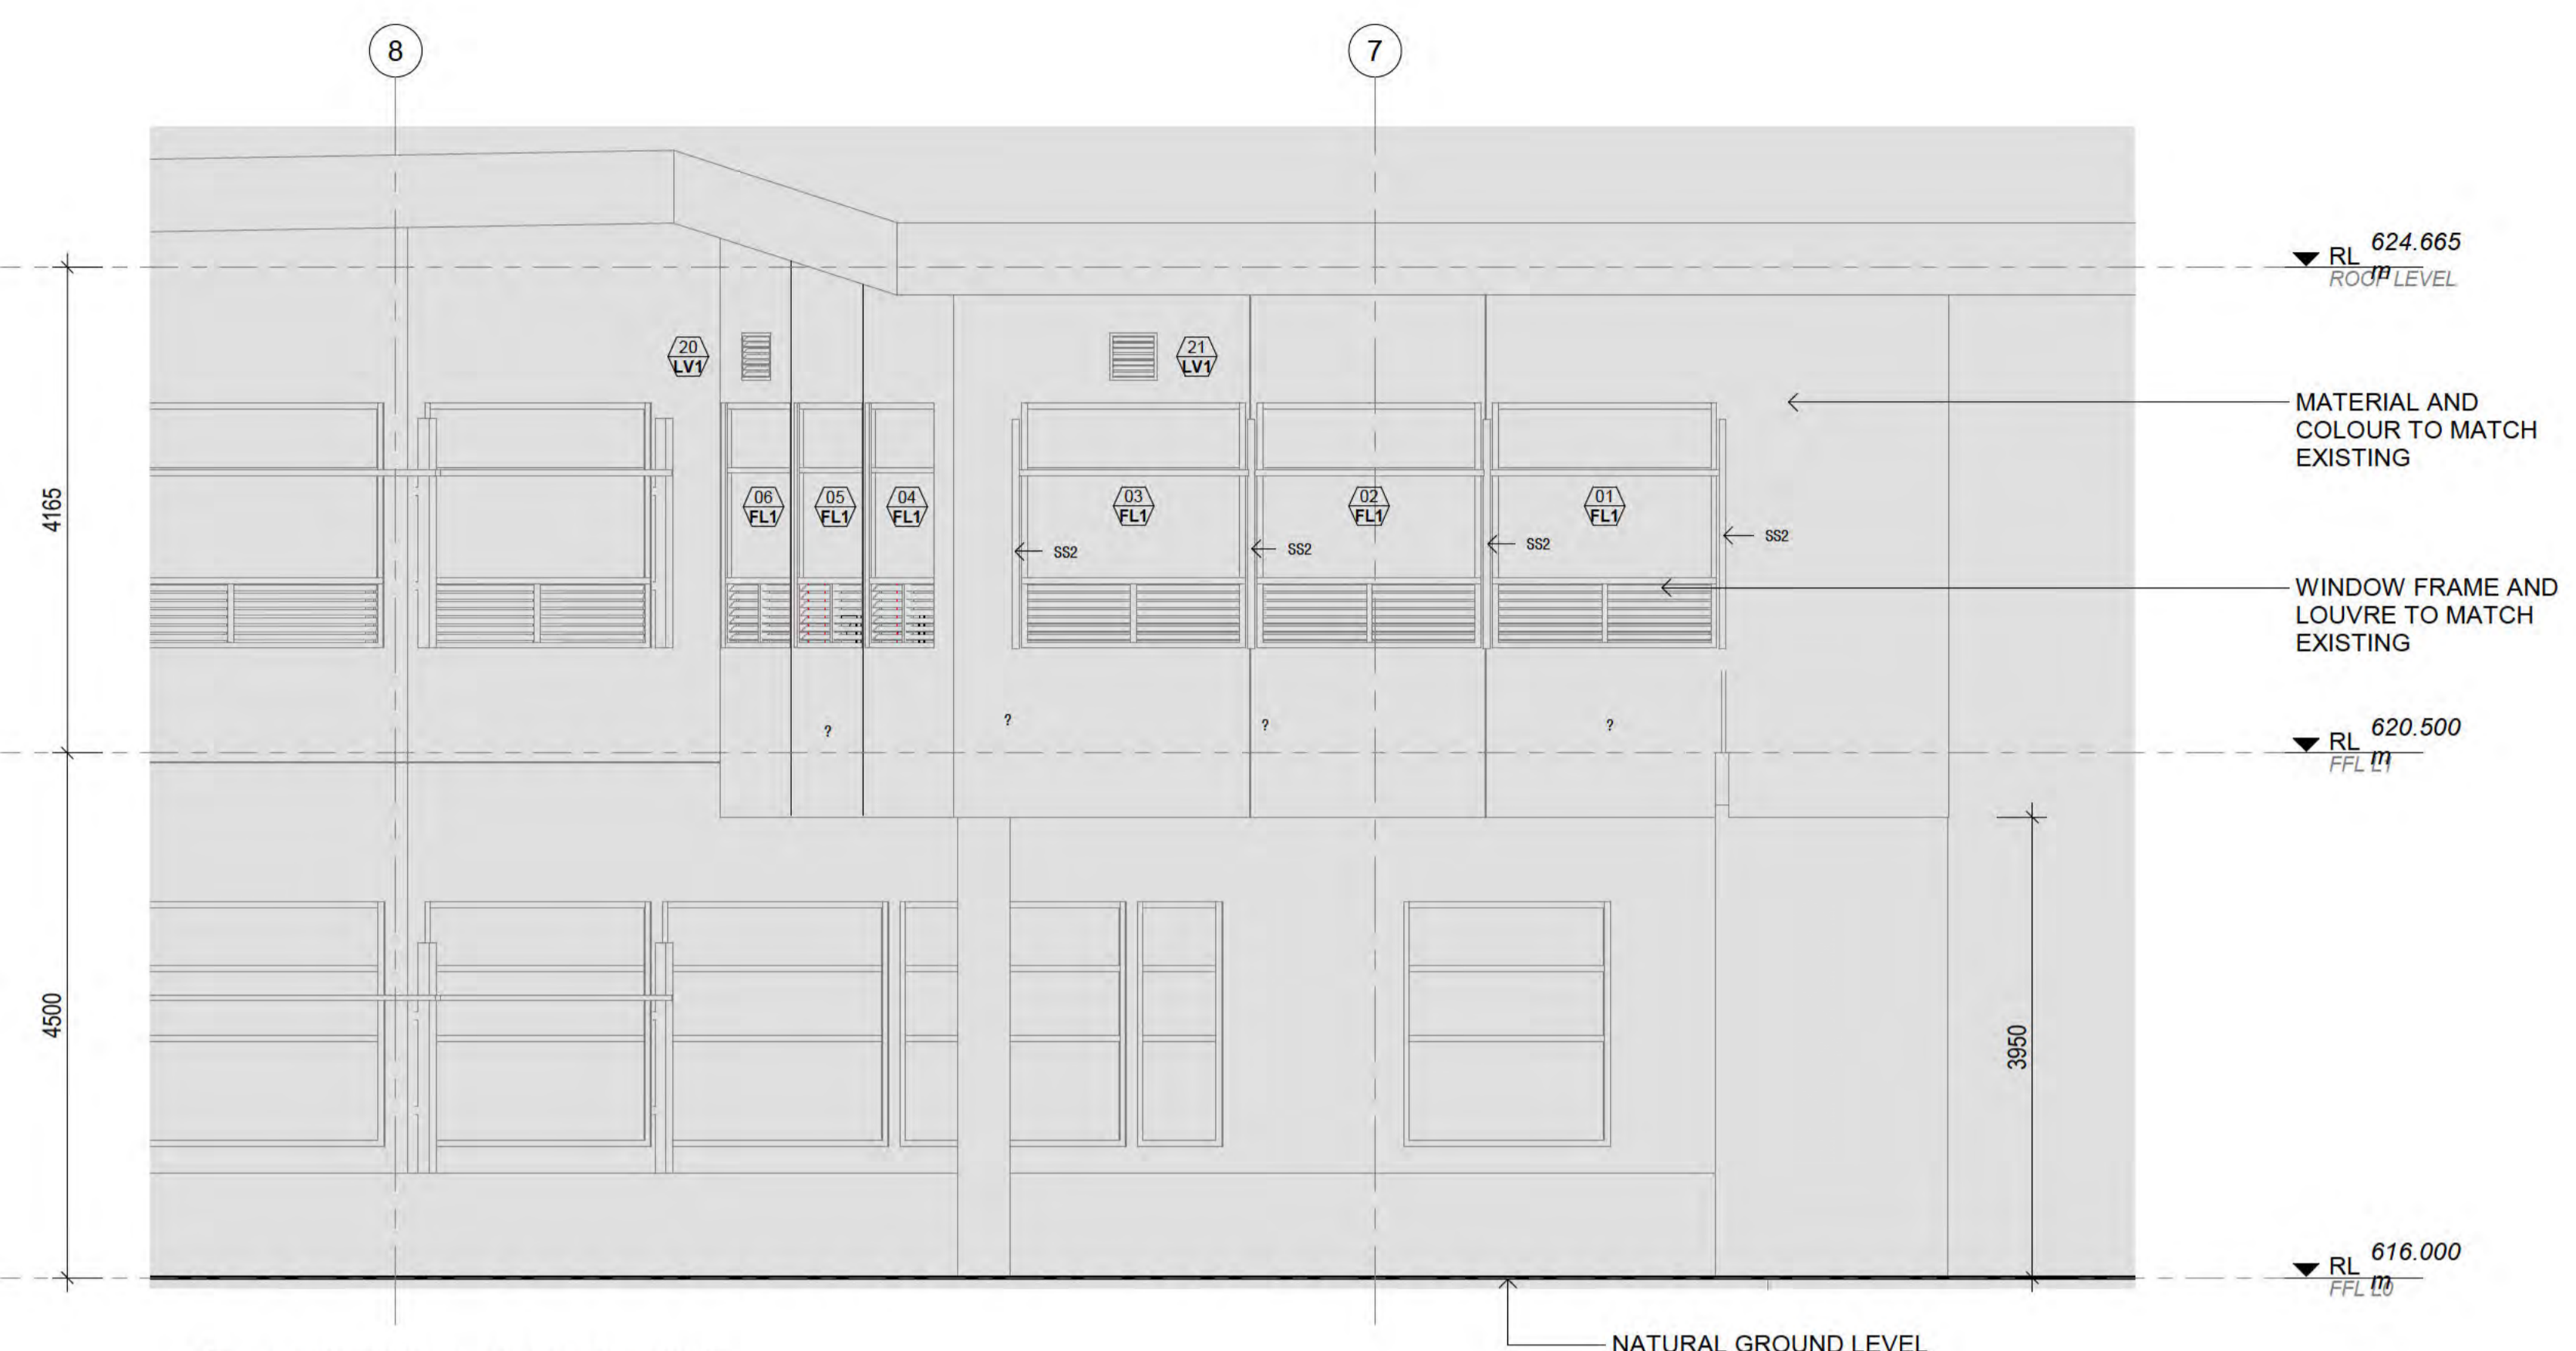 8
7
RL 624.665 m
ROOF LEVEL
20
LV1
21
LV1
MATERIAL AND
COLOUR TO MATCH
EXISTING
4165
06
FL1
05
FL1
04
FL1
03
FL1
02
FL1
01
FL1
SS2
SS2
SS2
SS2
WINDOW FRAME AND
LOUVRE TO MATCH
EXISTING
?
?
?
?
RL 620.500 m
FFL L1
4500
3950
RL 616.000 m
FFL L0
NATURAL GROUND LEVEL